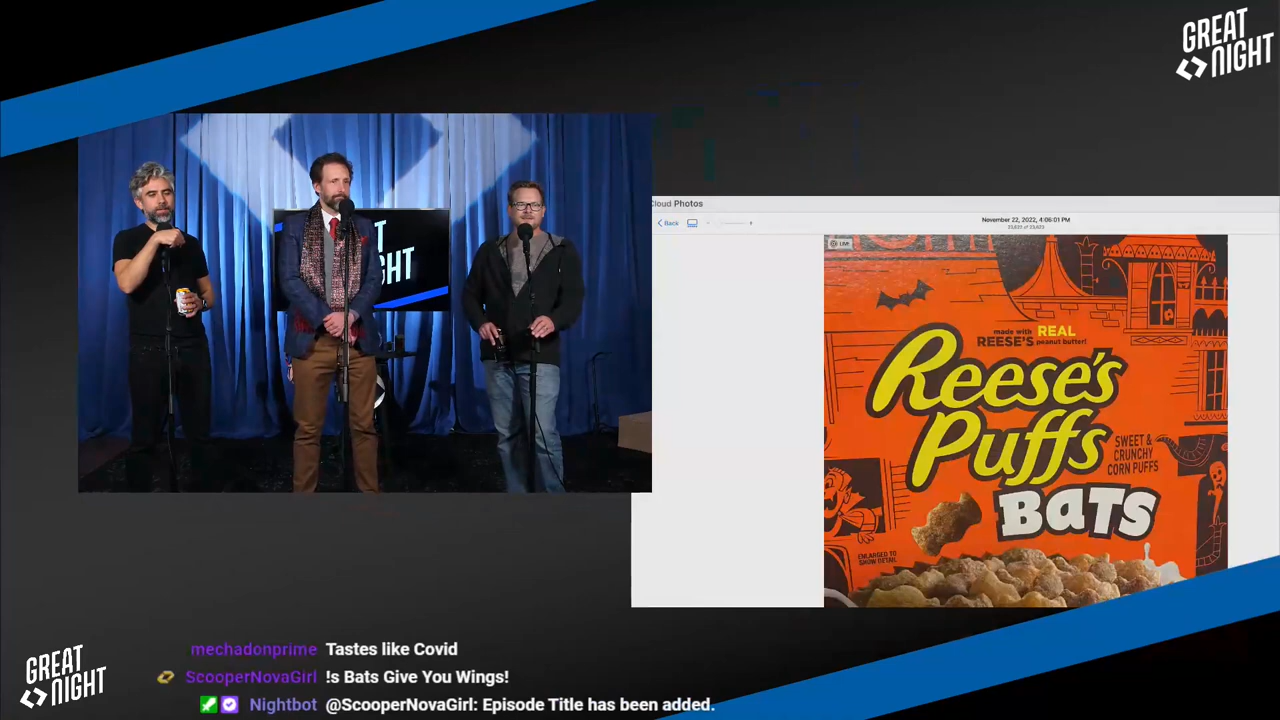 GREAT
NIGHT
T
GHT
Cloud Photos
Back
November 22, 2022, 4:06:01 PM
LIVE
made with REAL
REESE'S peanut butter!
Reese's
Puffs
SWEET &
CRUNCHY
CORN PUFFS
BaTS
ENLARGED TO
SHOW DETAIL
mechadonprime Tastes like Covid
ScooperNovaGirl !s Bats Give You Wings!
Nightbot @ScooperNovaGirl: Episode Title has been added.
GREAT
NIGHT